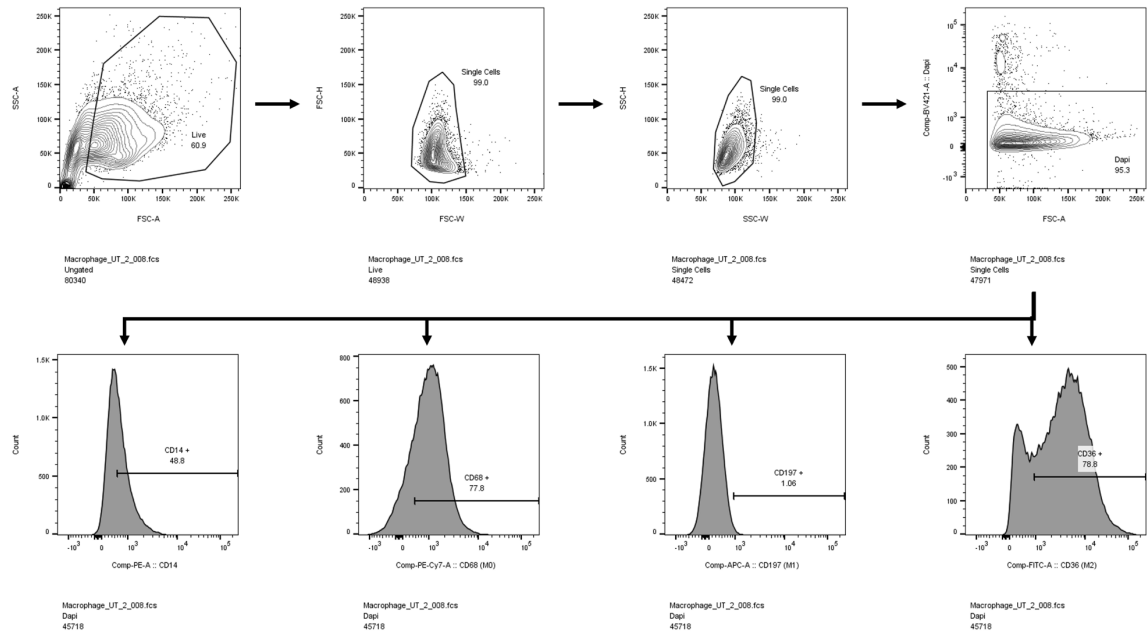 250K
200K
150K
100K
50K
0
SSC-A
Live
60.9
0 50K 100K 150K 200K 250K
FSC-A
Macrophage_UT_2_008.fcs
Ungated
80340
250K
200K
150K
100K
50K
0
FSC-H
Single Cells
99.0
0 50K 100K 150K 200K 250K
FSC-W
Macrophage_UT_2_008.fcs
Live
48938
250K
200K
150K
100K
50K
0
SSC-H
Single Cells
99.0
0 50K 100K 150K 200K 250K
SSC-W
Macrophage_UT_2_008.fcs
Single Cells
48472
10^5
10^4
10^3
0
-10^3
Comp-BV421-A :: Dapi
Dapi
95.3
0 50K 100K 150K 200K 250K
FSC-A
Macrophage_UT_2_008.fcs
Single Cells
47971
1.5K
1.0K
500
0
Count
CD14 +
48.8
-10^3 0 10^3 10^4 10^5
Comp-PE-A :: CD14
Macrophage_UT_2_008.fcs
Dapi
45718
800
600
400
200
0
Count
CD68 +
77.8
-10^3 0 10^3 10^4 10^5
Comp-PE-Cy7-A :: CD68 (M0)
Macrophage_UT_2_008.fcs
Dapi
45718
1.5K
1.0K
500
0
Count
CD197 +
1.06
-10^3 0 10^3 10^4 10^5
Comp-APC-A :: CD197 (M1)
Macrophage_UT_2_008.fcs
Dapi
45718
500
400
300
200
100
0
Count
CD36 +
78.8
-10^3 0 10^3 10^4 10^5
Comp-FITC-A :: CD36 (M2)
Macrophage_UT_2_008.fcs
Dapi
45718